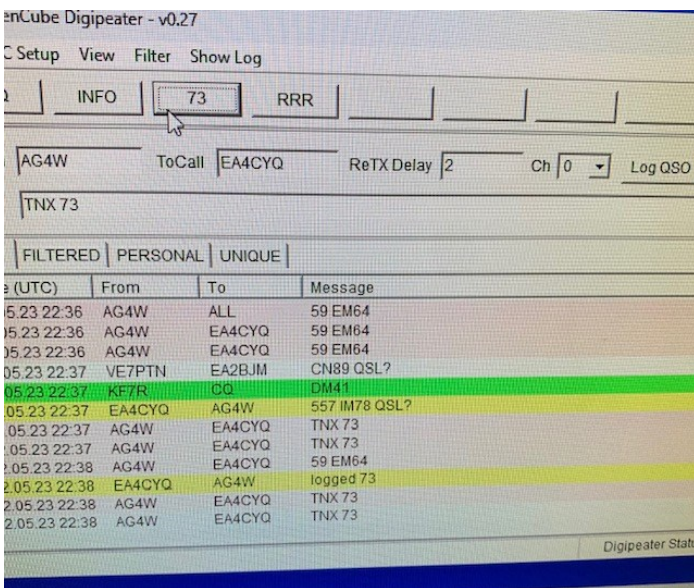 enCube Digipeater - v0.27
C Setup View Filter Show Log
INFO 73 RRR
AG4W ToCall EA4CYQ ReTX Delay 2 Ch 0 Log QSO
TNX 73
FILTERED PERSONAL UNIQUE
e (UTC) From To Message
05.23 22:36 AG4W ALL 59 EM64
05.23 22:36 AG4W EA4CYQ 59 EM64
05.23 22:36 AG4W EA4CYQ 59 EM64
05.23 22:37 VE7PTN EA2BJM CN89 QSL?
05.23 22:37 KF7R CQ DM41
.05.23 22:37 EA4CYQ AG4W 557 IM78 QSL?
.05.23 22:37 AG4W EA4CYQ TNX 73
.05.23 22:37 AG4W EA4CYQ TNX 73
2.05.23 22:38 AG4W EA4CYQ 59 EM64
2.05.23 22:38 EA4CYQ AG4W logged 73
2.05.23 22:38 AG4W EA4CYQ TNX 73
2.05.23 22:38 AG4W EA4CYQ TNX 73
Digipeater Statu